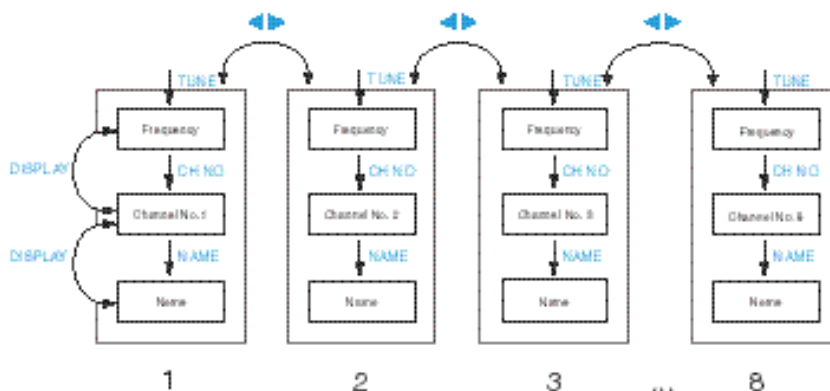 TUNE TUNE TUNE TUNE
Frequency Frequency Frequency Frequency
DISPLAY CH NO CH NO CH NO CH NO
Channel No. 1 Channel No. 2 Channel No. 3 Channel No. 8
DISPLAY NAME NAME NAME NAME
Name Name Name Name
1 2 3 ... 8